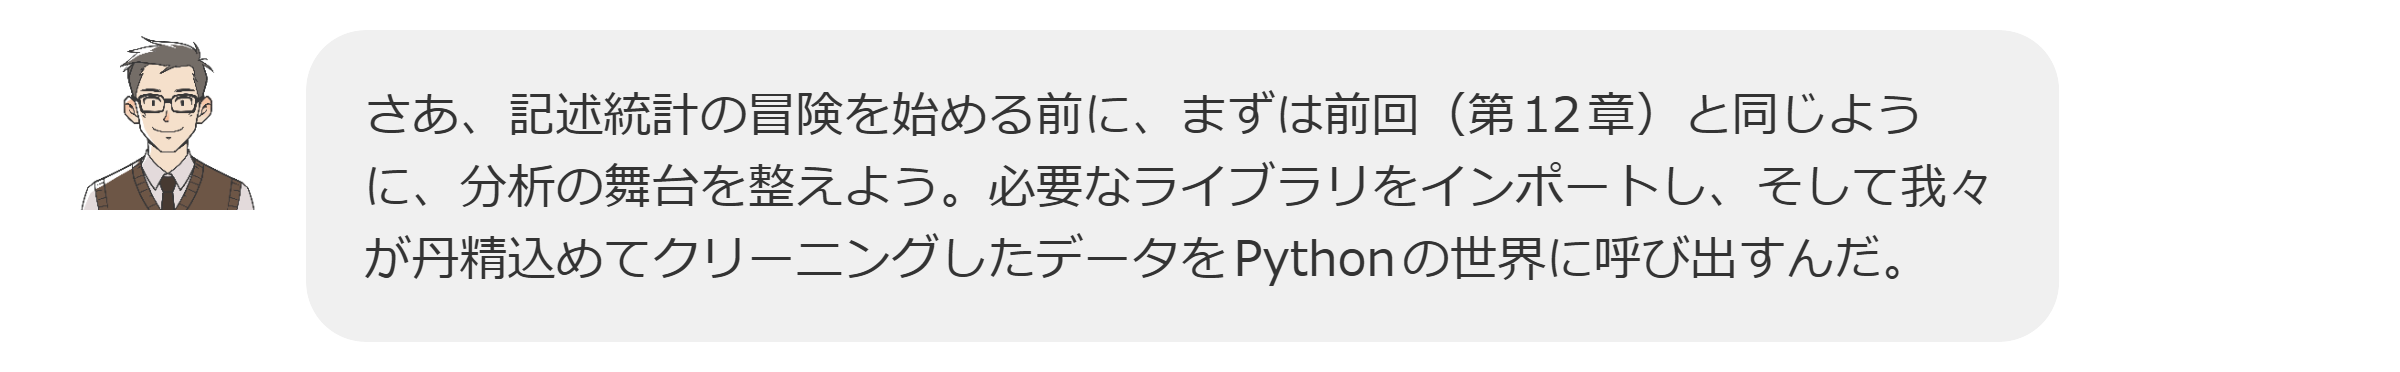 さあ、記述統計の冒険を始める前に、まずは前回（第12章）と同じよう
に、分析の舞台を整えよう。必要なライブラリをインポートし、そして我々
が丹精込めてクリーニングしたデータをPythonの世界に呼び出すんだ。